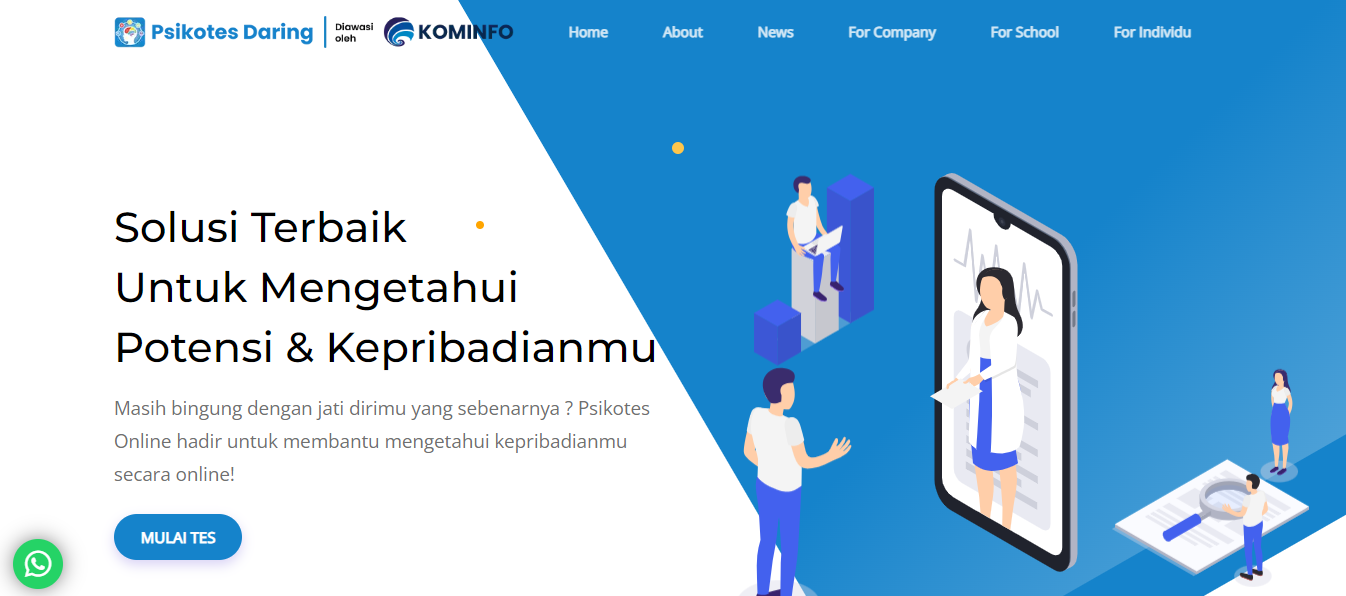 Psikotes Daring
Diawasi
oleh
KOMINFO
Home
About
News
For Company
For School
For Individu
Solusi Terbaik
Untuk Mengetahui
Potensi & Kepribadianmu
Masih bingung dengan jati dirimu yang sebenarnya ? Psikotes
Online hadir untuk membantu mengetahui kepribadianmu
secara online!
MULAI TES